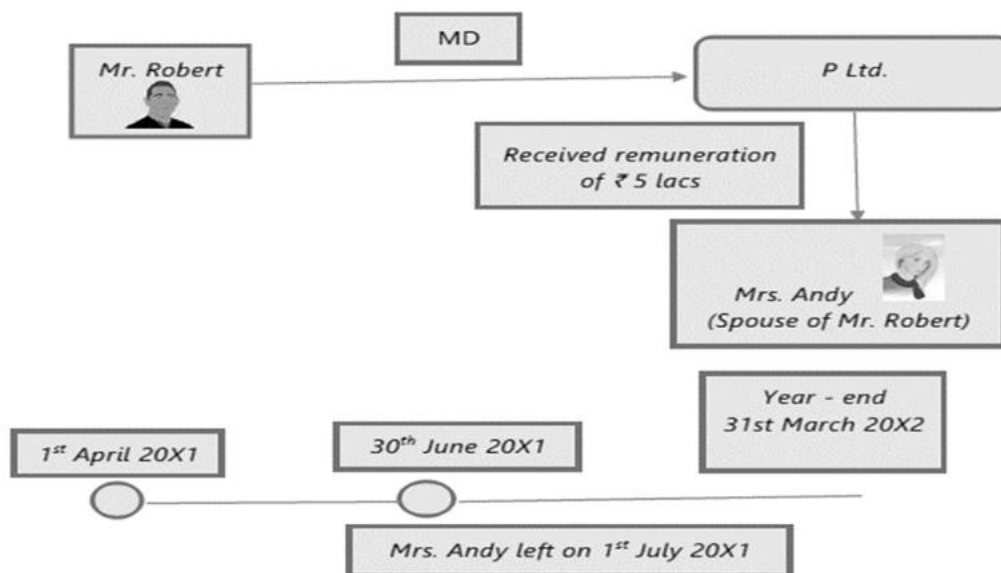 MD
Mr. Robert
P Ltd.
Received remuneration
of ₹ 5 lacs
Mrs. Andy
(Spouse of Mr. Robert)
Year - end
31st March 20X2
1st April 20X1
30th June 20X1
Mrs. Andy left on 1st July 20X1